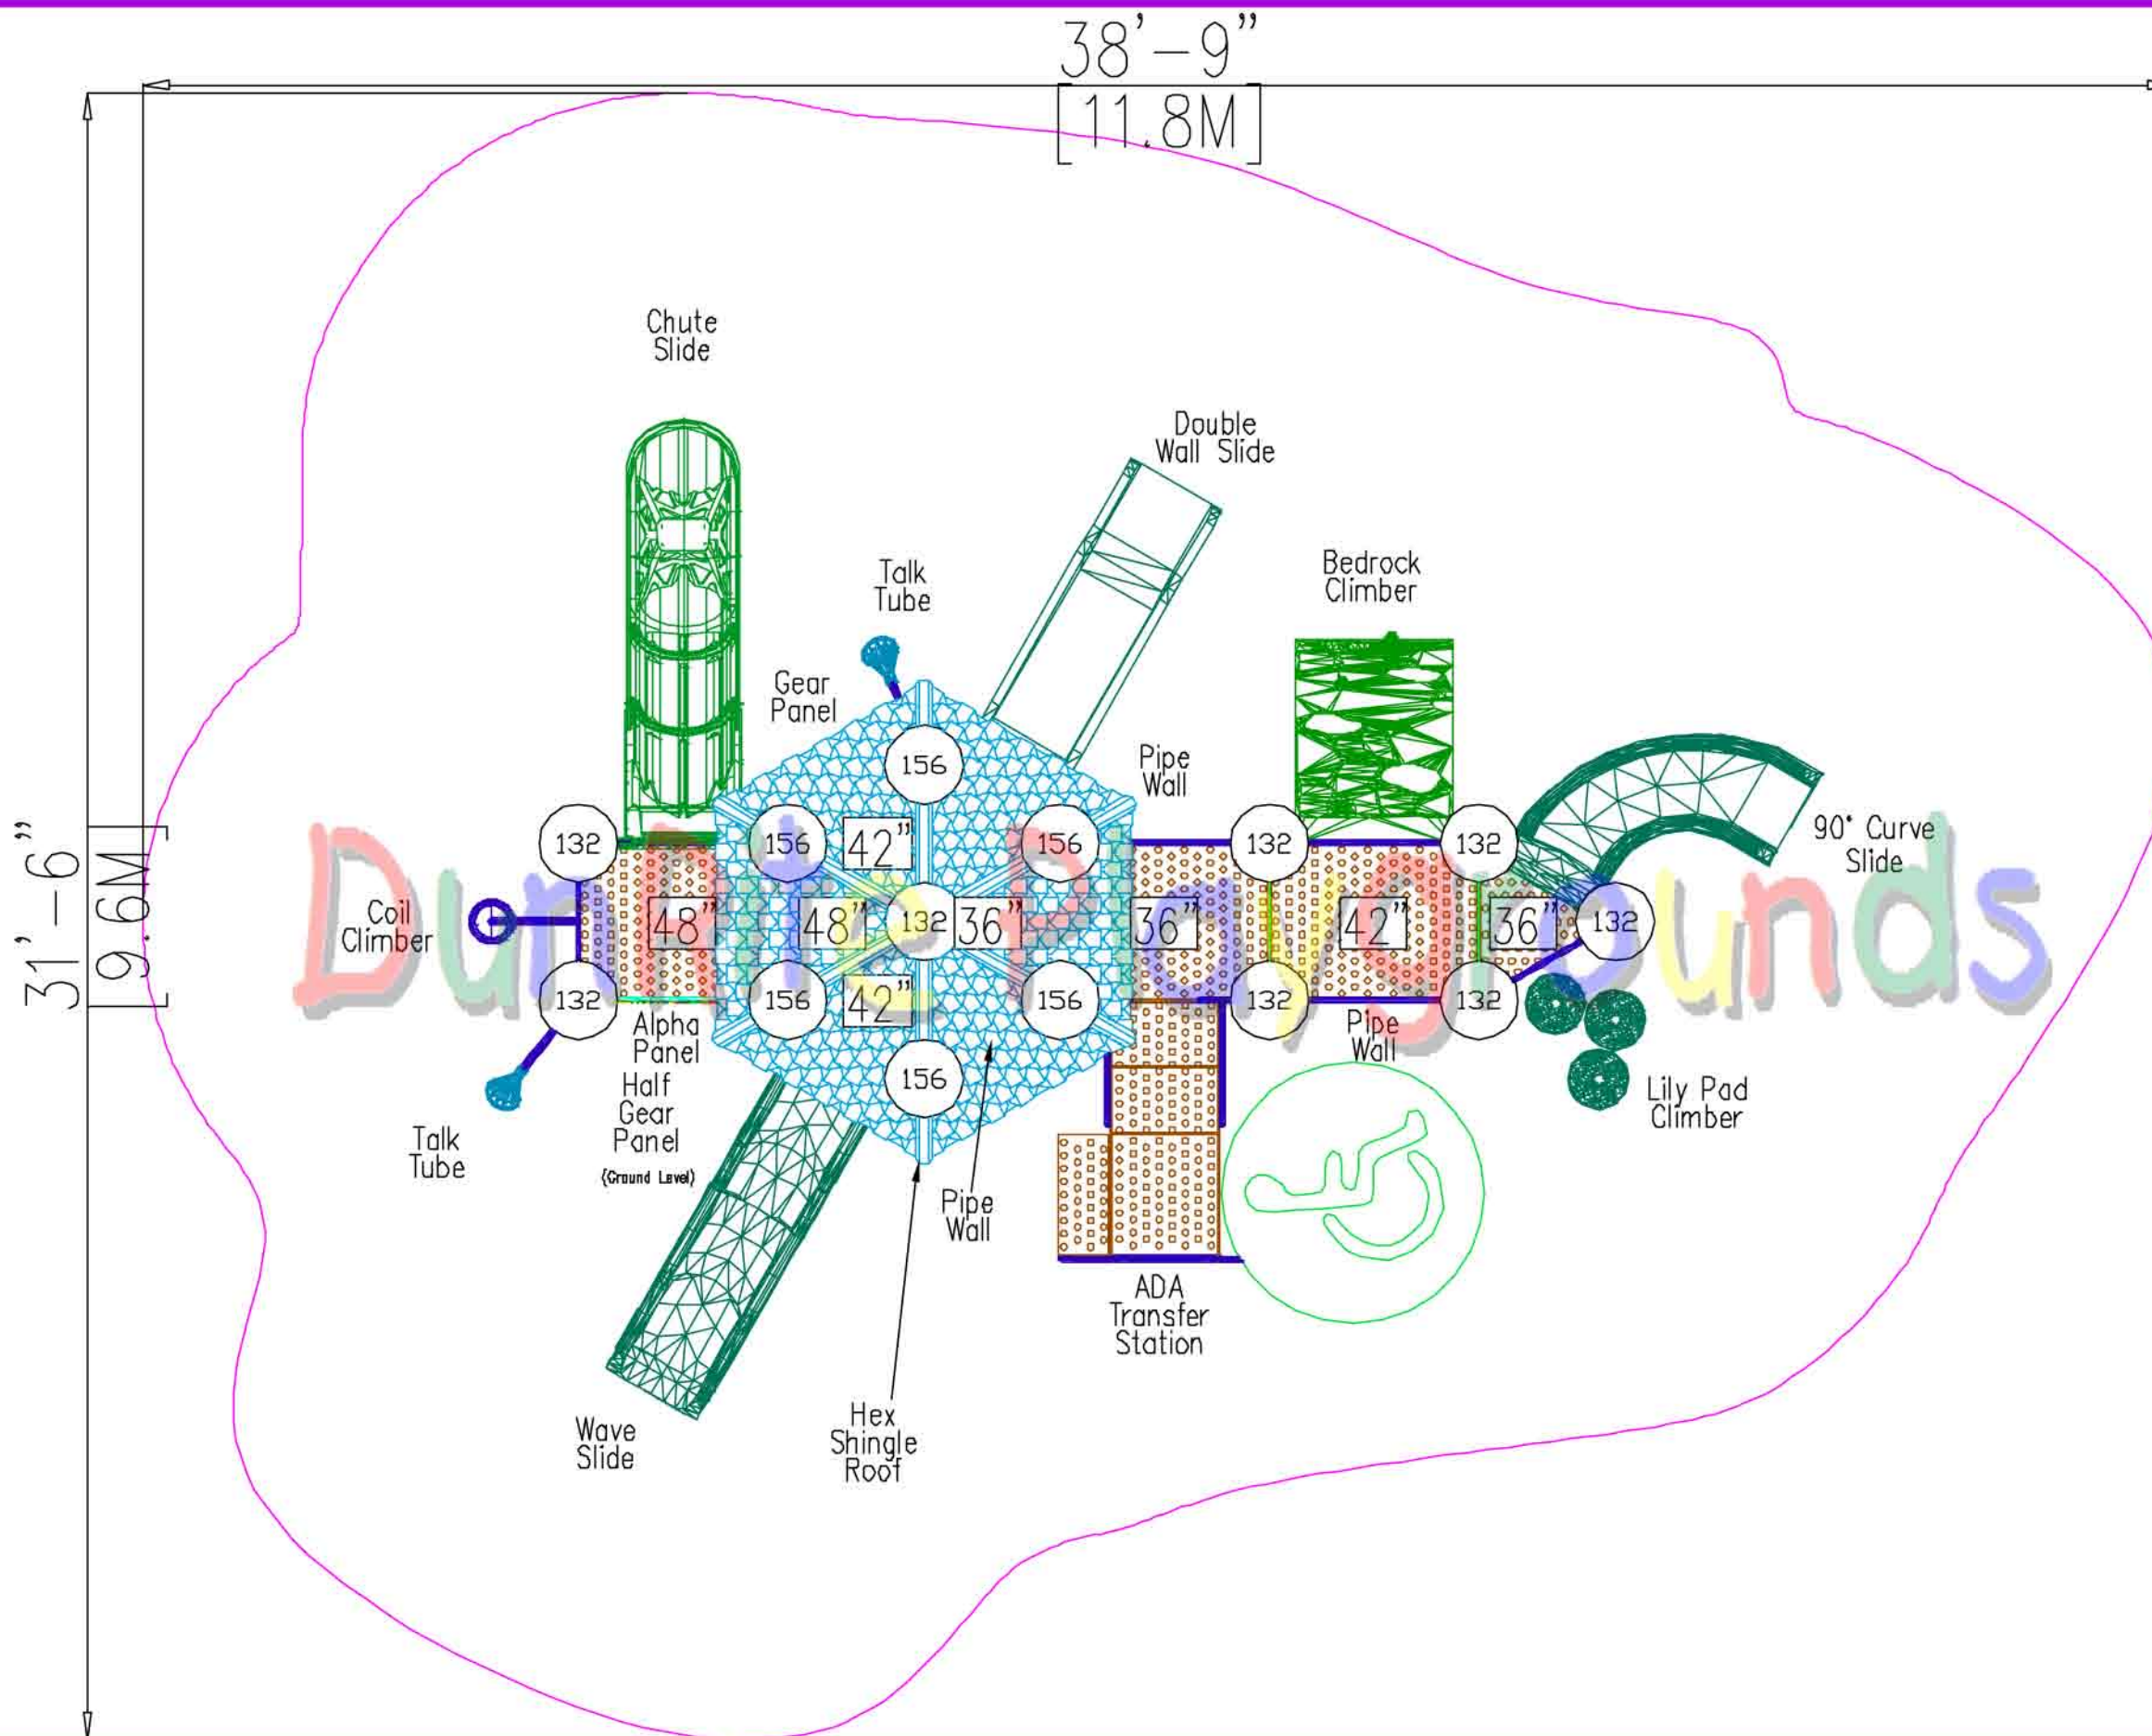 38'-9"
[11.8M]
31'-6"
[9.6M]
Chute
Slide
Double
Wall Slide
Talk
Tube
Bedrock
Climber
Gear
Panel
Pipe
Wall
156
132
156
42"
156
132
132
90° Curve
Slide
Coil
Climber
48"
48"
132
36"
36"
42"
36"
132
DunRite Playgrounds
132
156
42"
156
132
132
Alpha
Panel
Pipe
Wall
Half
Gear
Panel
(Ground Level)
156
Lily Pad
Climber
Talk
Tube
Pipe
Wall
ADA
Transfer
Station
Wave
Slide
Hex
Shingle
Roof